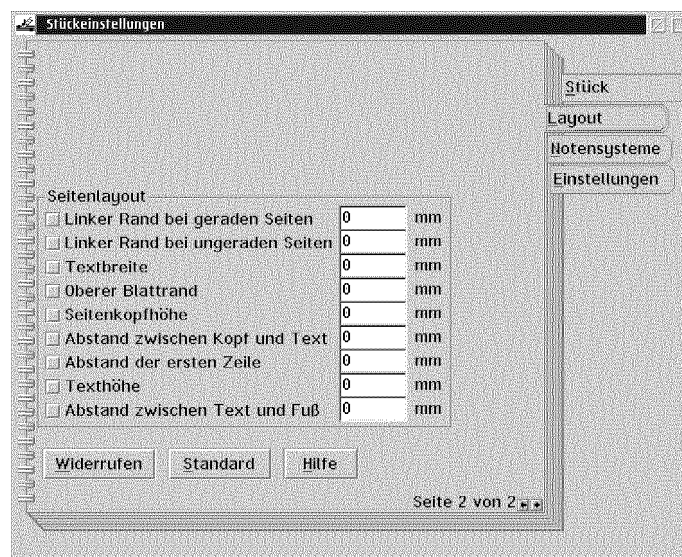 Stückeinstellungen
Stück
Layout
Notensysteme
Einstellungen
Seitenlayout
Linker Rand bei geraden Seiten 0 mm
Linker Rand bei ungeraden Seiten 0 mm
Textbreite 0 mm
Oberer Blattrand 0 mm
Seitenkopfhöhe 0 mm
Abstand zwischen Kopf und Text 0 mm
Abstand der ersten Zeile 0 mm
Texthöhe 0 mm
Abstand zwischen Text und Fuß 0 mm
Widerrufen Standard Hilfe
Seite 2 von 2